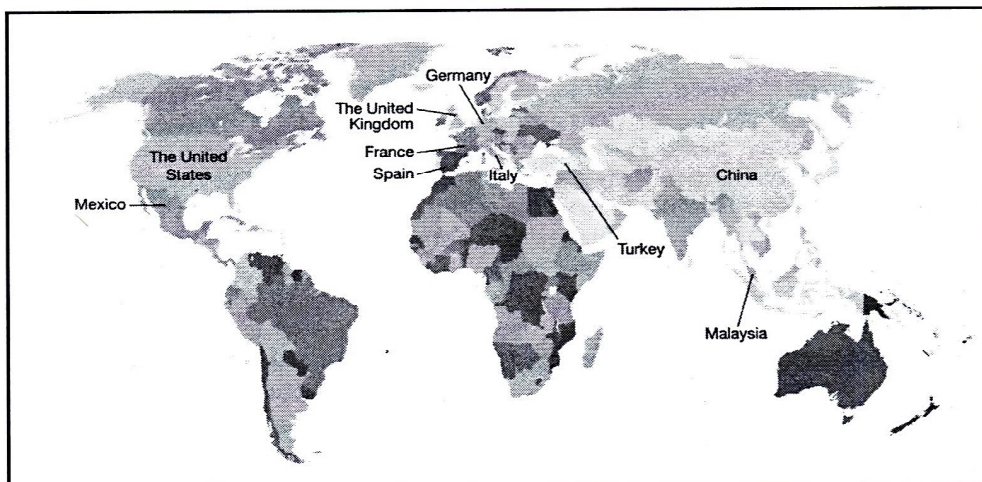 Germany
The United
Kingdom
France
Spain
Italy
The United
States
Mexico
China
Turkey
Malaysia